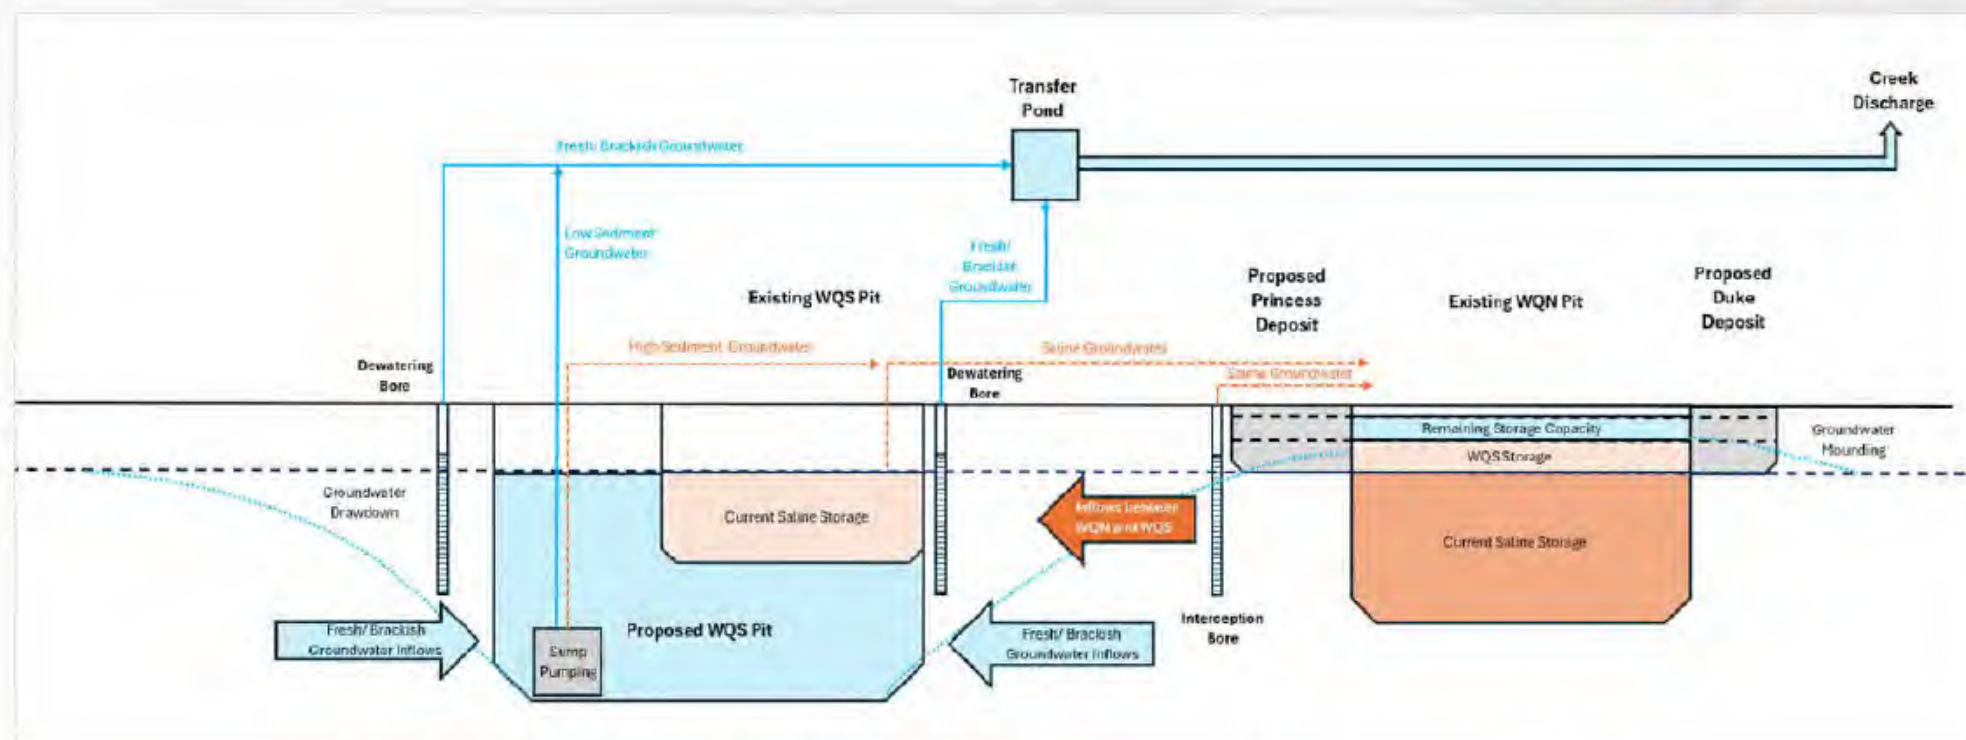 Transfer
Pond
Creek
Discharge
Fresh/ Brackish Groundwater
Low Sediment
Groundwater
Fresh/
Brackish
Groundwater
Existing WQS Pit
Proposed
Princess
Deposit
Existing WQN Pit
Proposed
Duke
Deposit
High Sediment Groundwater
Saline Groundwater
Saline Groundwater
Dewatering
Bore
Dewatering
Bore
Remaining Storage Capacity
WQS Storage
Groundwater
Mounding
Groundwater
Drawdown
Current Saline Storage
Inflows between
WQN and WQS
Current Saline Storage
Fresh/ Brackish
Groundwater Inflows
Proposed WQS Pit
Sump
Pumping
Fresh/ Brackish
Groundwater Inflows
Interception
Bore